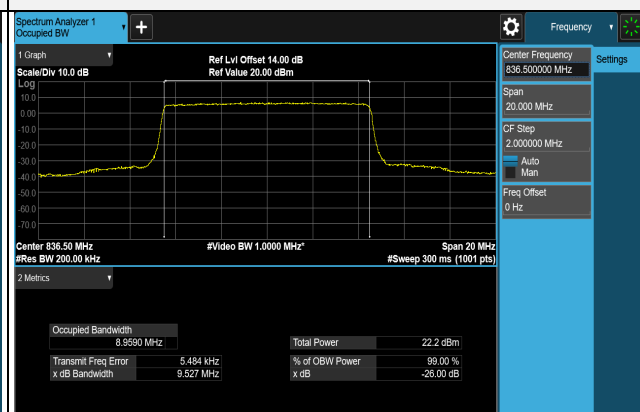 Spectrum Analyzer 1
Occupied BW
+
Frequency
Settings
1 Graph
Ref Lvl Offset 14.00 dB
Scale/Div 10.0 dB
Ref Value 20.00 dBm
Log
10.0
0.00
-10.0
-20.0
-30.0
-40.0
-50.0
-60.0
-70.0
Center 836.50 MHz
#Video BW 1.0000 MHz*
Span 20 MHz
#Res BW 200.00 kHz
#Sweep 300 ms (1001 pts)
Center Frequency
836.500000 MHz
Span
20.000 MHz
CF Step
2.000000 MHz
Auto
Man
Freq Offset
0 Hz
2 Metrics
Occupied Bandwidth
8.9590 MHz
Total Power 22.2 dBm
Transmit Freq Error 5.484 kHz
% of OBW Power 99.00 %
x dB Bandwidth 9.527 MHz
x dB -26.00 dB